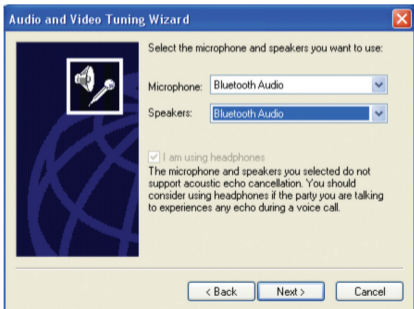 Audio and Video Tuning Wizard
Select the microphone and speakers you want to use:
Microphone: Bluetooth Audio
Speakers: Bluetooth Audio
I am using headphones
The microphone and speakers you selected do not
support acoustic echo cancellation. You should
consider using headphones if the party you are talking
to experiences any echo during a voice call.
< Back Next > Cancel